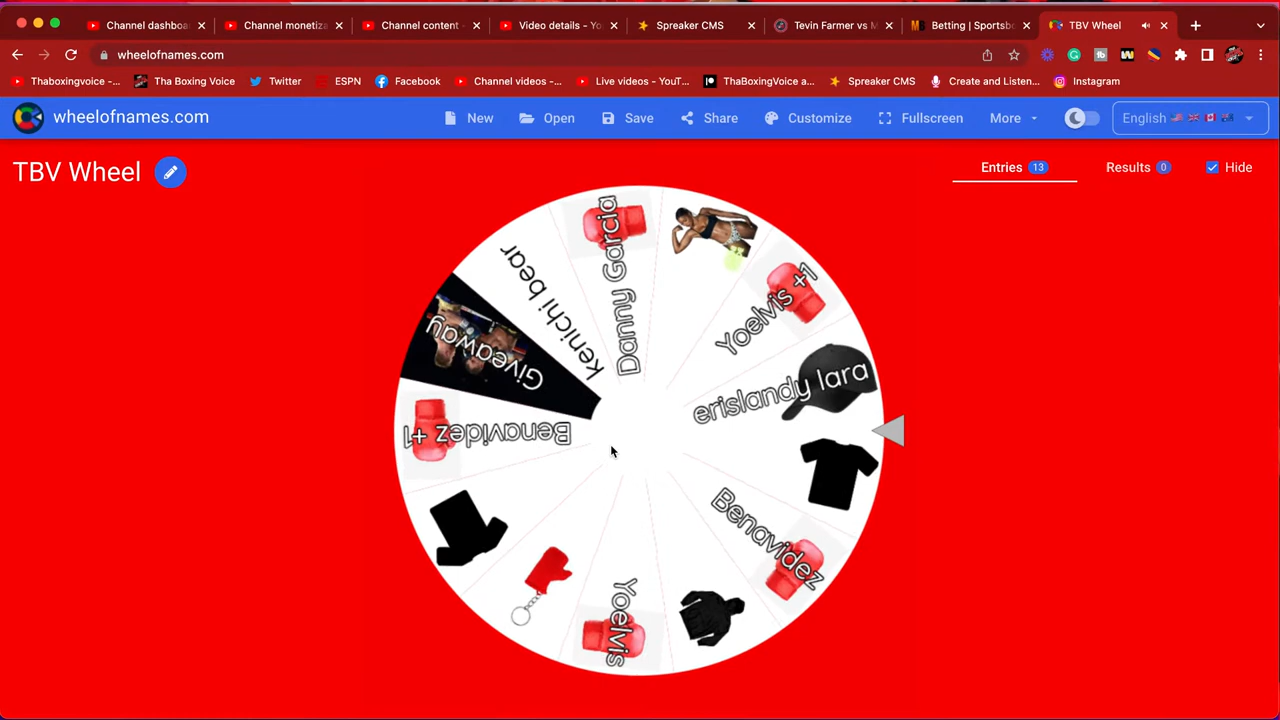 Channel dashboa
Channel monetiza
Channel content -
Video details - Yo
Spreaker CMS
Tevin Farmer vs M
Betting | Sportsbo
TBV Wheel
wheelofnames.com
Thaboxingvoice -...
Tha Boxing Voice
Twitter
ESPN
Facebook
Channel videos -...
Live videos - YouT...
ThaBoxingVoice a...
Spreaker CMS
Create and Listen...
Instagram
wheelofnames.com
New
Open
Save
Share
Customize
Fullscreen
More
English
TBV Wheel
Entries 13
Results 0
Hide
Danny Garcia
Yoelvis +1
erislandy lara
Benavidez
Yoelvis
Benavidez +1
Giveaway
kenichi bear